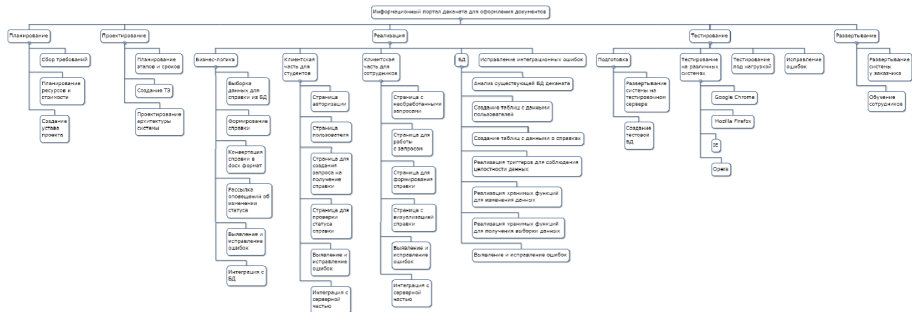 Информационный портал деканата для оформления документов
Планирование
Проектирование
Реализация
Тестирование
Развертывание
Сбор требований
Планирование
ресурсов и
стоимости
Создание
устава
проекта
Планирование
этапов и сроков
Создание ТЗ
Проектирование
архитектуры
системы
Бизнес-логика
Выборка
данных для
справки из БД
Формирование
справки
Конвертация
справки в
docx формат
Рассылка
оповещения об
изменении
статуса
Выявление и
исправление
ошибок
Интеграция с
БД
Клиентская
часть для
студентов
Страница
авторизации
Страница
пользователя
Страница для
создания
запроса на
получение
справки
Страница для
проверки
статуса
справки
Выявление и
исправление
ошибок
Интеграция с
серверной
частью
Клиентская
часть для
сотрудников
Страница с
необработанными
запросами
Страница для
работы
с запросом
Страница для
формирования
справки
Страница с
визуализацией
справки
Выявление и
исправление
ошибок
Интеграция с
серверной
частью
БД
Анализ существующей БД деканата
Создание таблиц с данными
пользователей
Создание таблиц с данными о справках
Реализация триггеров для соблюдения
целостности данных
Реализация хранимых функций
для изменения данных
Реализация хранимых функций
для получения выборки данных
Выявление и исправление ошибок
Исправление интеграционных ошибок
Подготовка
Развертывание
системы на
тестировочном
сервере
Создание
тестовой
БД
Тестирование
на реальных
системах
Google Chrome
Mozilla Firefox
IE
Opera
Тестирование
под нагрузкой
Исправление
ошибок
Развертывание
системы
у заказчика
Обучение
сотрудников